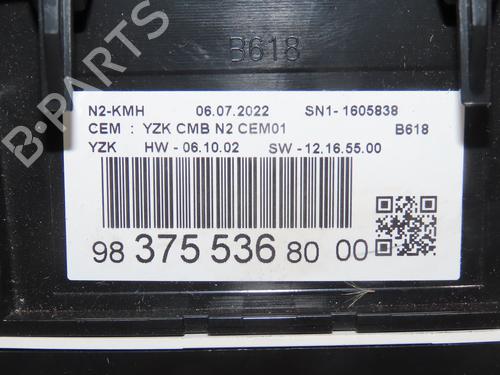 B618
N2-KMH 06.07.2022 SN1- 1605838
CEM : YZK CMB N2 CEM01 B618
YZK HW - 06.10.02 SW - 12.16.55.00
98 375 536 80 00
B-PARTS